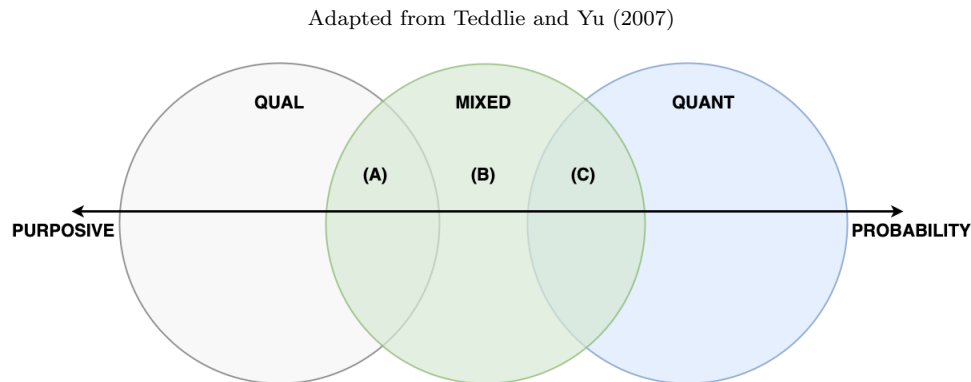 Adapted from Teddlie and Yu (2007)
QUAL MIXED QUANT
(A) (B) (C)
PURPOSIVE PROBABILITY